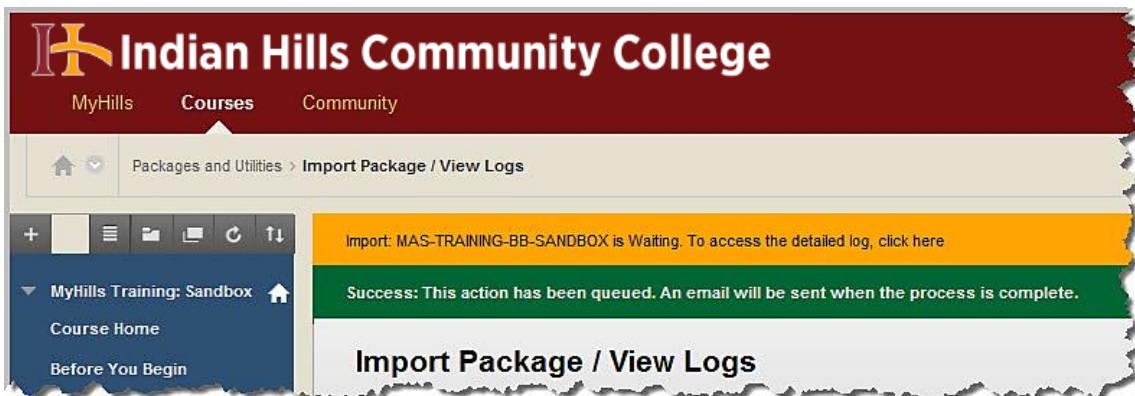 Indian Hills Community College
MyHills Courses Community
Packages and Utilities > Import Package / View Logs
Import: MAS-TRAINING-BB-SANDBOX is Waiting. To access the detailed log, click here
MyHills Training: Sandbox
Success: This action has been queued. An email will be sent when the process is complete.
Course Home
Before You Begin
Import Package / View Logs